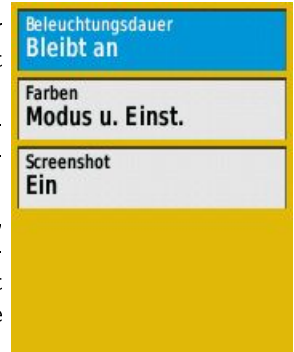 Beleuchtungsdauer
Bleibt an
Farben
Modus u. Einst.
Screenshot
Ein